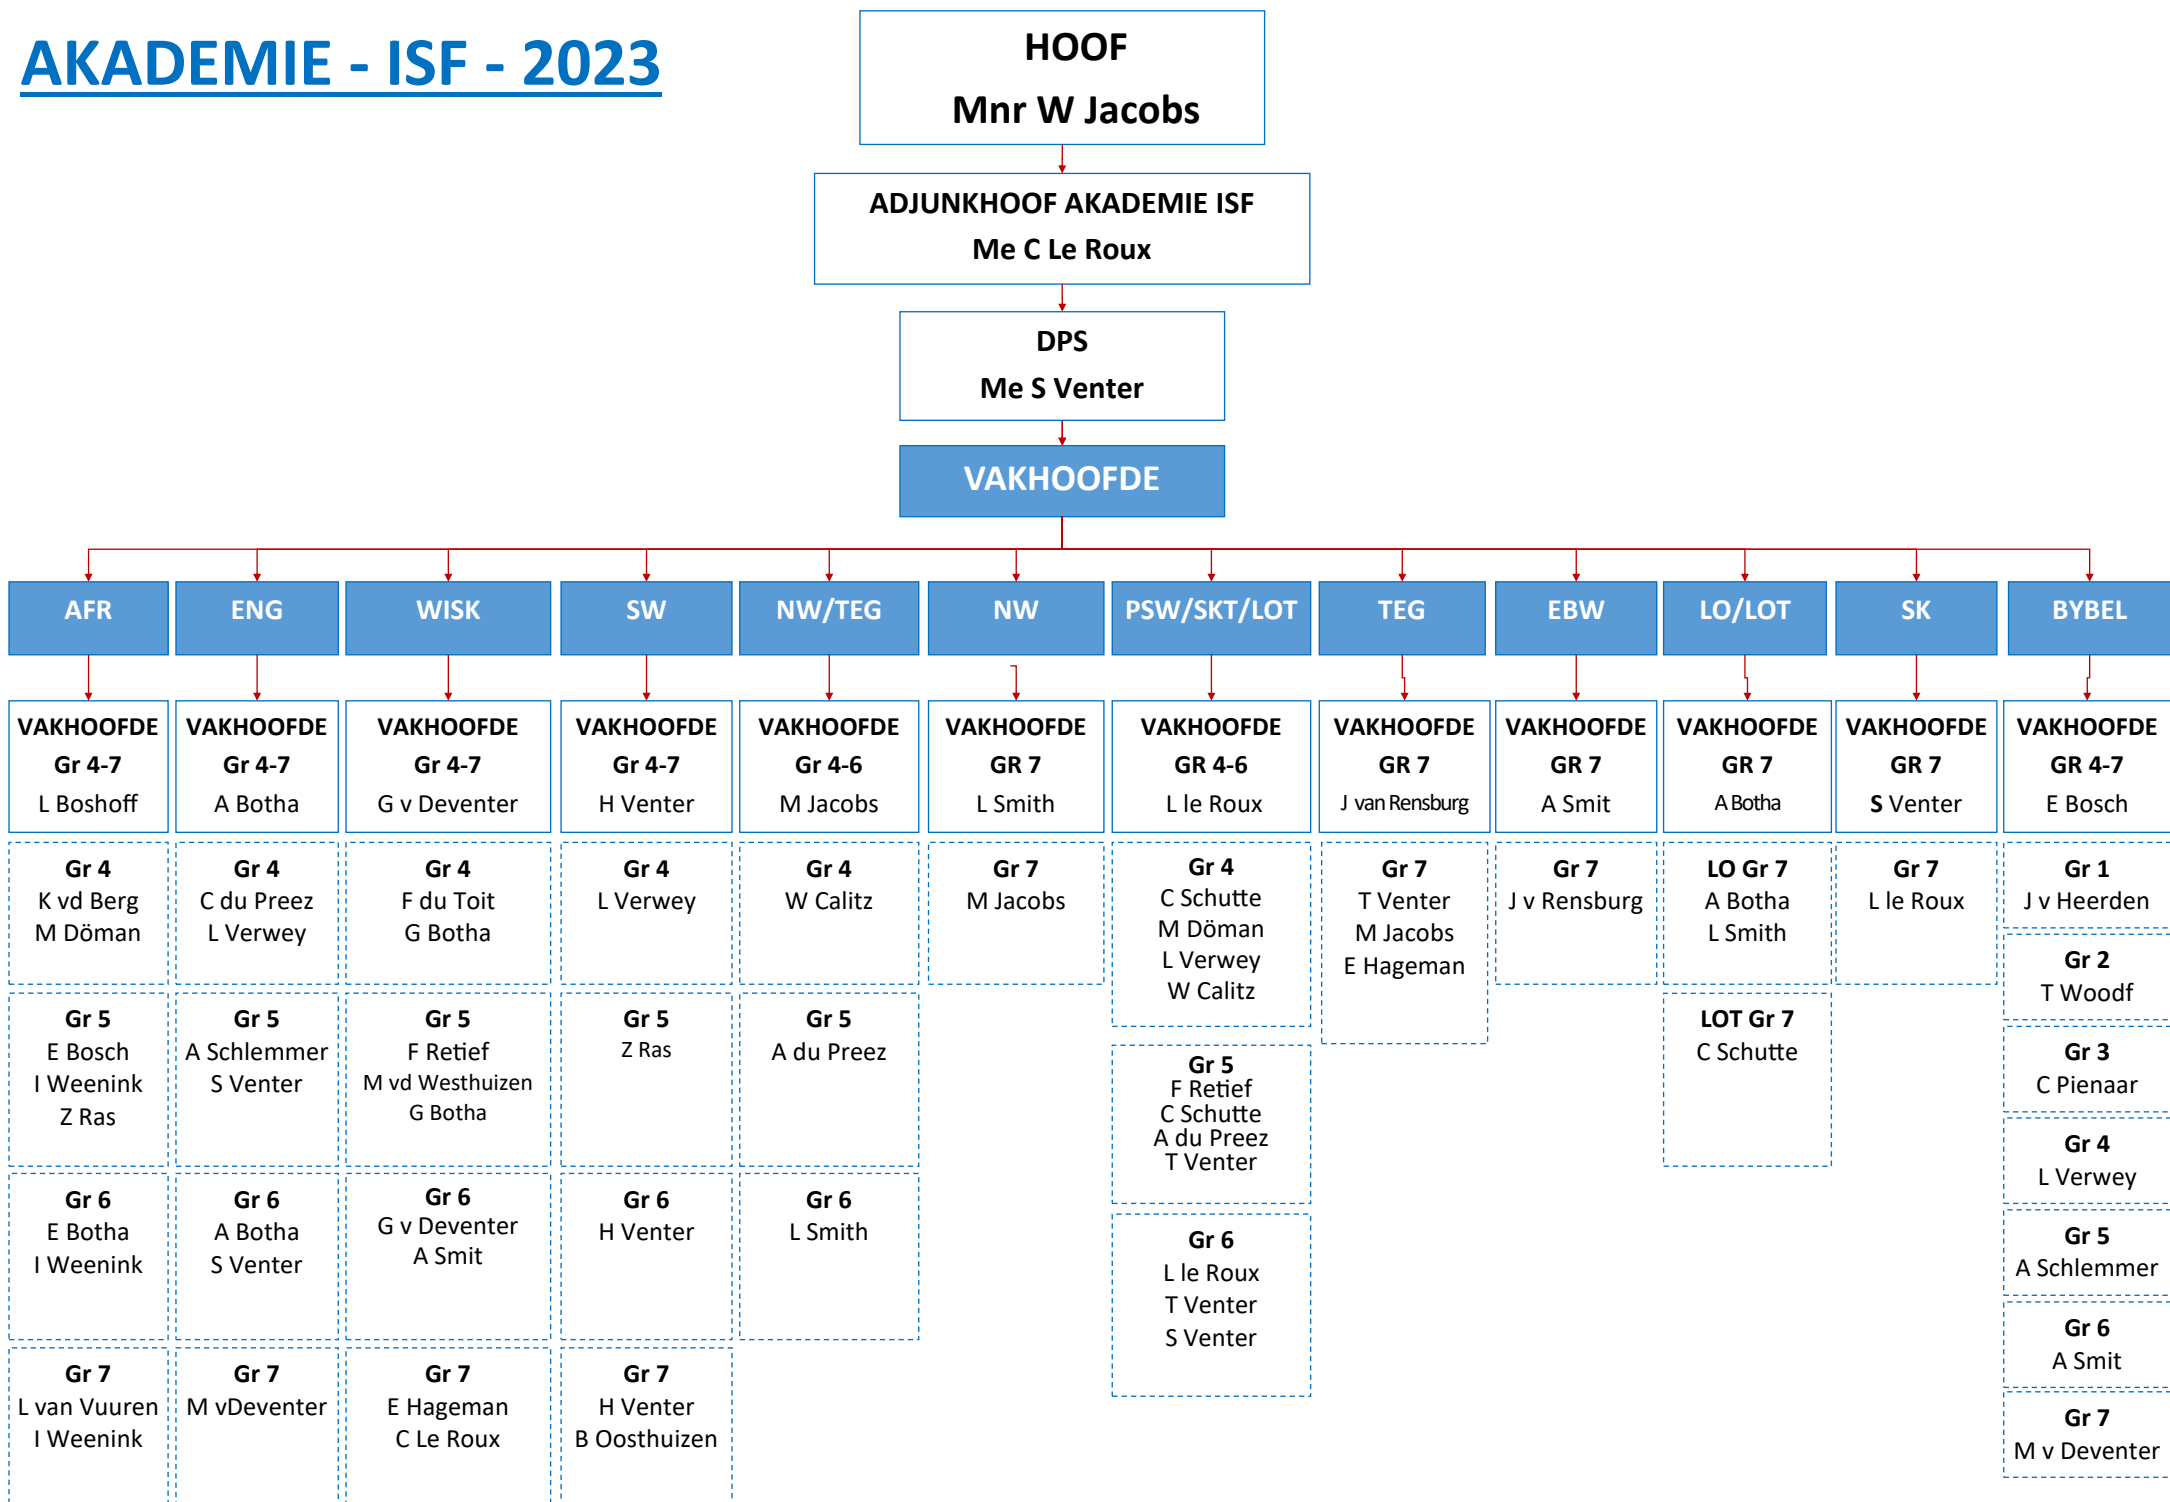 AKADEMIE - ISF - 2023
HOOF
Mnr W Jacobs
ADJUNKHOOF AKADEMIE ISF
Me C Le Roux
DPS
Me S Venter
VAKHOOFDE
AFR
ENG
WISK
SW
NW/TEG
NW
PSW/SKT/LOT
TEG
EBW
LO/LOT
SK
BYBEL
VAKHOOFDE
Gr 4-7
L Boshoff
VAKHOOFDE
Gr 4-7
A Botha
VAKHOOFDE
Gr 4-7
G v Deventer
VAKHOOFDE
Gr 4-7
H Venter
VAKHOOFDE
Gr 4-6
M Jacobs
VAKHOOFDE
GR 7
L Smith
VAKHOOFDE
GR 4-6
L le Roux
VAKHOOFDE
GR 7
J van Rensburg
VAKHOOFDE
GR 7
A Smit
VAKHOOFDE
GR 7
A Botha
VAKHOOFDE
GR 7
S Venter
VAKHOOFDE
GR 4-7
E Bosch
Gr 4
K vd Berg
M Döman
Gr 5
E Bosch
I Weenink
Z Ras
Gr 6
E Botha
I Weenink
Gr 7
L van Vuuren
I Weenink
Gr 4
C du Preez
L Verwey
Gr 5
A Schlemmer
S Venter
Gr 6
A Botha
S Venter
Gr 7
M vDeventer
Gr 4
F du Toit
G Botha
Gr 5
F Retief
M vd Westhuizen
G Botha
Gr 6
G v Deventer
A Smit
Gr 7
E Hageman
C Le Roux
Gr 4
L Verwey
Gr 5
Z Ras
Gr 6
H Venter
Gr 7
H Venter
B Oosthuizen
Gr 4
W Calitz
Gr 5
A du Preez
Gr 6
L Smith
Gr 7
M Jacobs
Gr 4
C Schutte
M Döman
L Verwey
W Calitz
Gr 5
F Retief
C Schutte
A du Preez
T Venter
Gr 6
L le Roux
T Venter
S Venter
Gr 7
T Venter
M Jacobs
E Hageman
Gr 7
J v Rensburg
LO Gr 7
A Botha
L Smith
LOT Gr 7
C Schutte
Gr 7
L le Roux
Gr 1
J v Heerden
Gr 2
T Woodf
Gr 3
C Pienaar
Gr 4
L Verwey
Gr 5
A Schlemmer
Gr 6
A Smit
Gr 7
M v Deventer